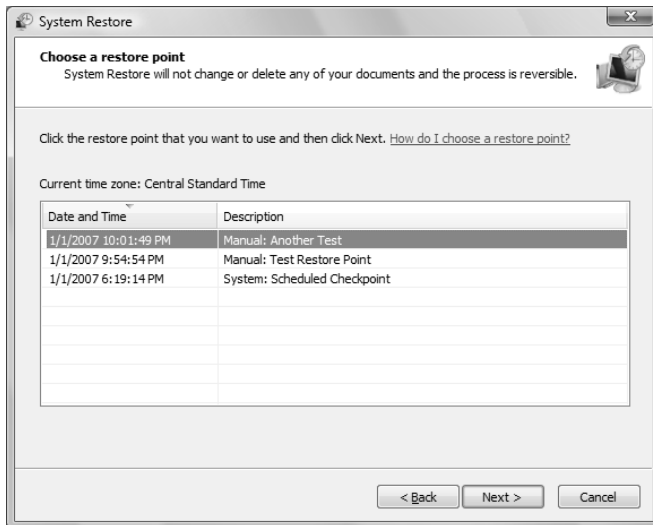 System Restore
Choose a restore point
System Restore will not change or delete any of your documents and the process is reversible.
Click the restore point that you want to use and then click Next. How do I choose a restore point?
Current time zone: Central Standard Time
Date and Time Description
1/1/2007 10:01:49 PM Manual: Another Test
1/1/2007 9:54:54 PM Manual: Test Restore Point
1/1/2007 6:19:14 PM System: Scheduled Checkpoint
< Back Next > Cancel